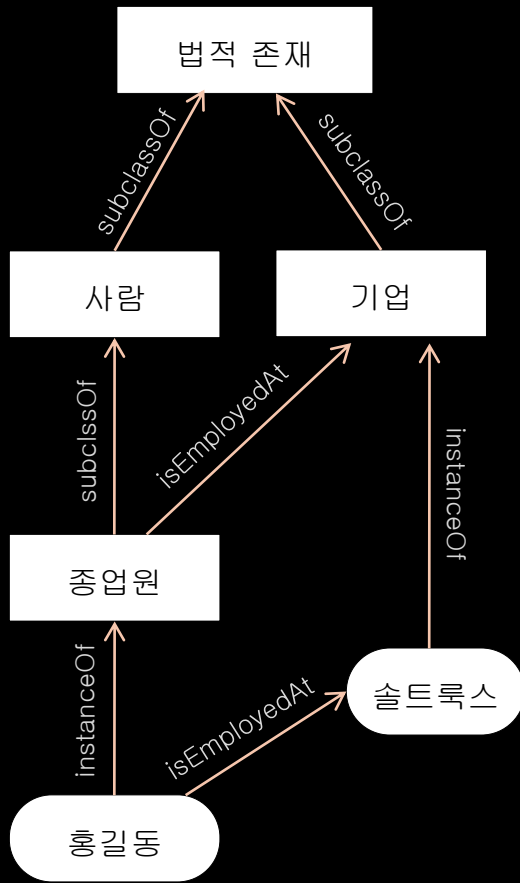 법적 존재
subclassOf
subclassOf
사람
기업
subclssOf
isEmployedAt
instanceOf
종업원
instanceOf
isEmployedAt
솔트룩스
홍길동